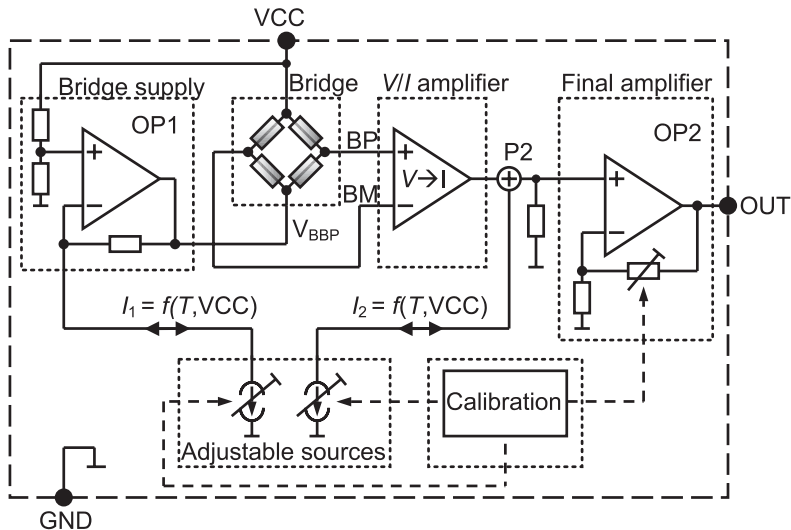 VCC
Bridge supply
Bridge
V/I amplifier
Final amplifier
OP1
OP2
BP
P2
+
+
V→I
+
+
BM
−
−
−
OUT
V_BBP
I₁ = f(T,VCC)
I₂ = f(T,VCC)
Calibration
Adjustable sources
GND